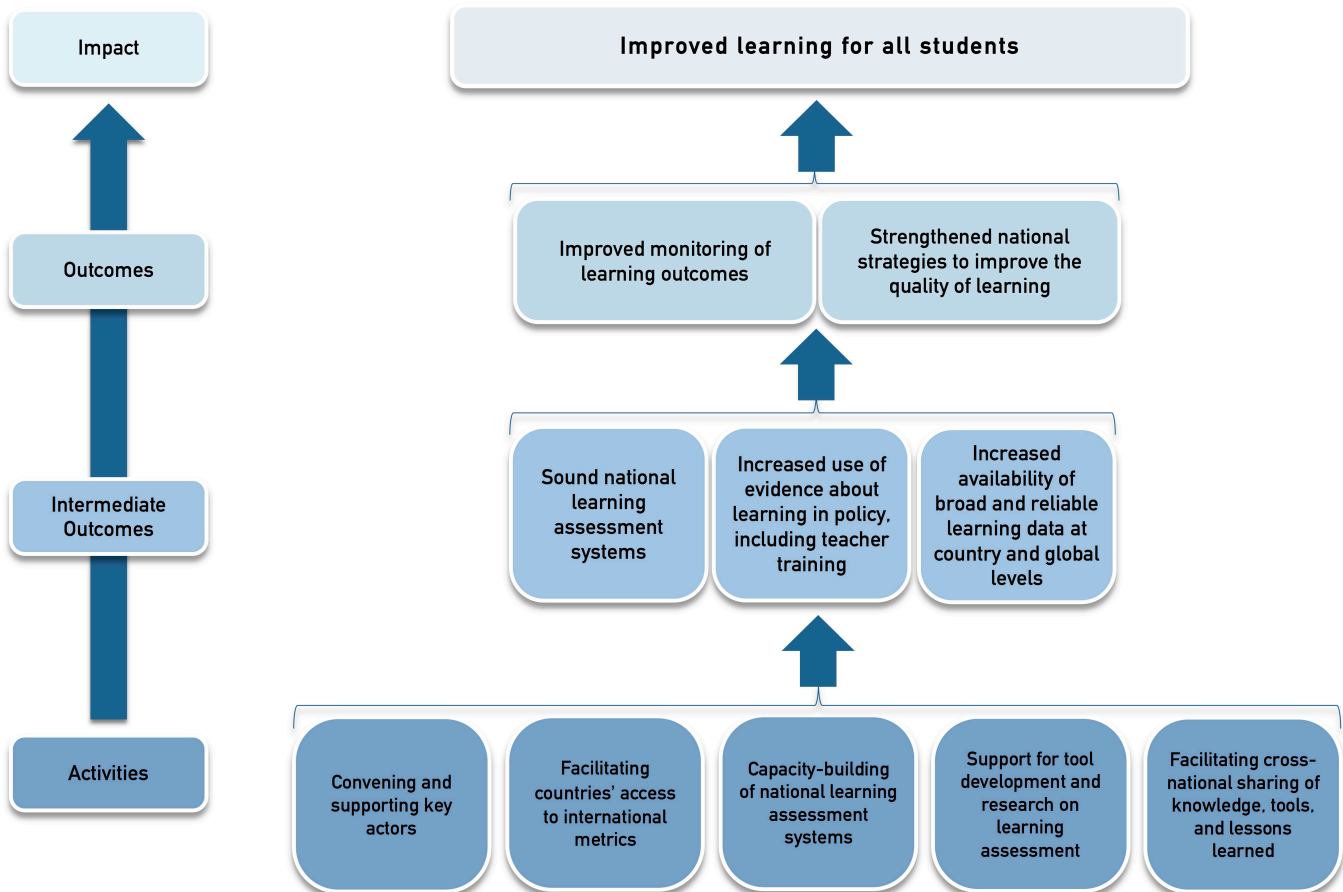 Impact
Improved learning for all students
Outcomes
Improved monitoring of
learning outcomes
Strengthened national
strategies to improve the
quality of learning
Intermediate
Outcomes
Sound national
learning
assessment
systems
Increased use of
evidence about
learning in policy,
including teacher
training
Increased
availability of
broad and reliable
learning data at
country and global
levels
Activities
Convening and
supporting key
actors
Facilitating
countries’ access
to international
metrics
Capacity-building
of national learning
assessment
systems
Support for tool
development and
research on
learning
assessment
Facilitating cross-
national sharing of
knowledge, tools,
and lessons
learned